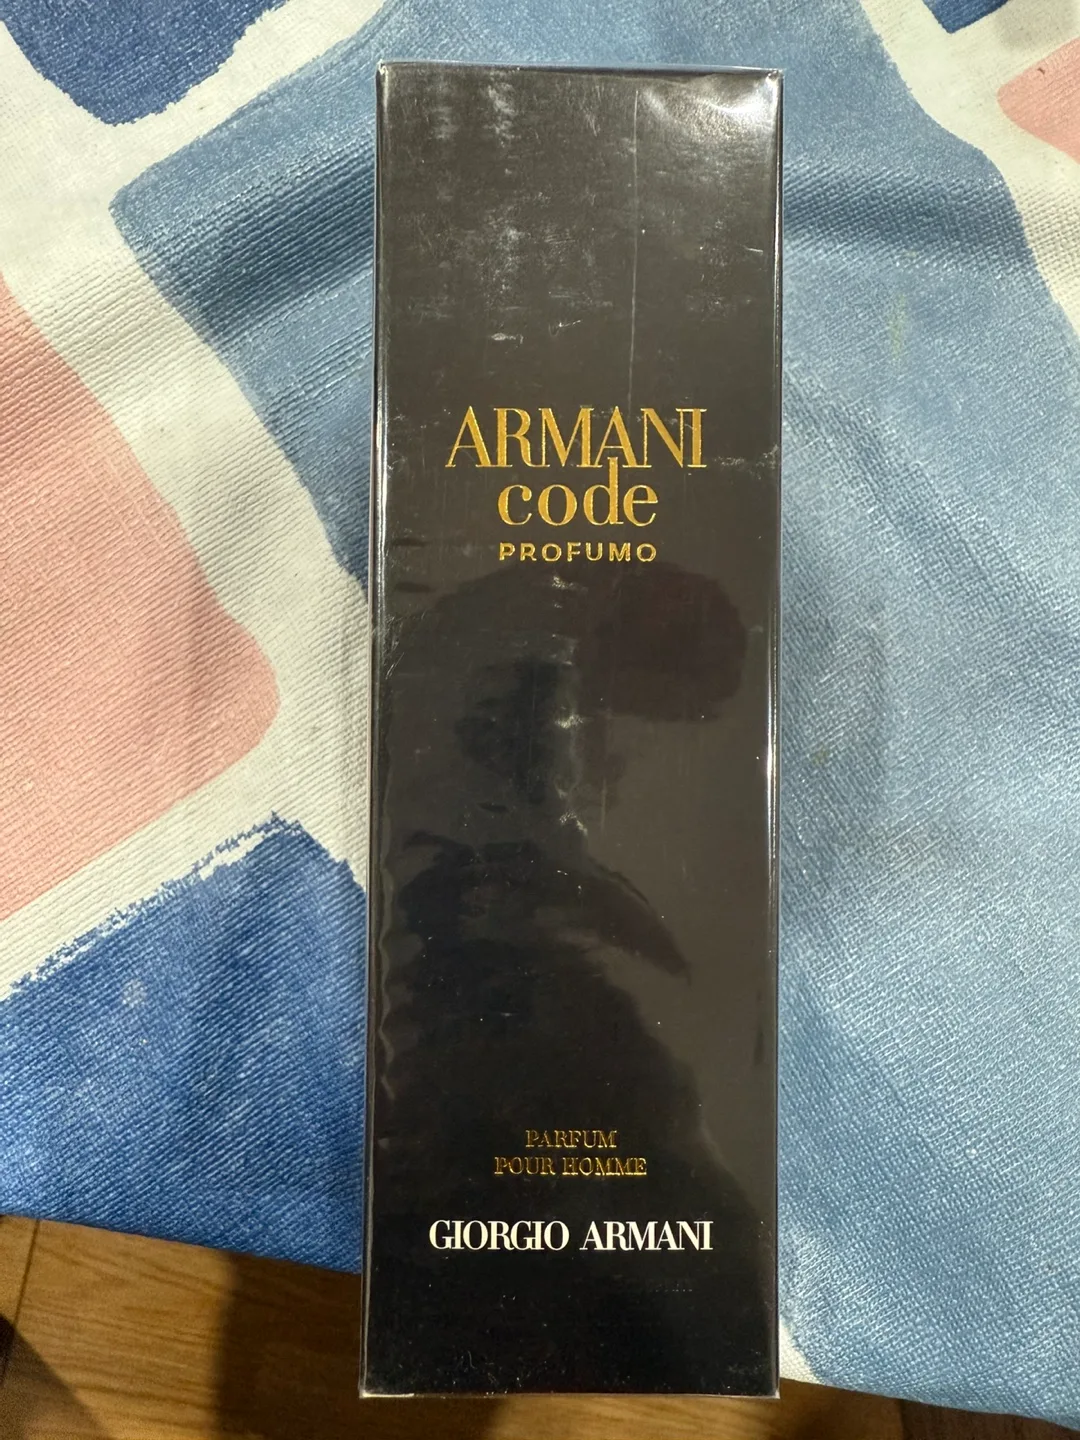 ARMANI
code
PROFUMO
PARFUM
POUR HOMME
GIORGIO ARMANI